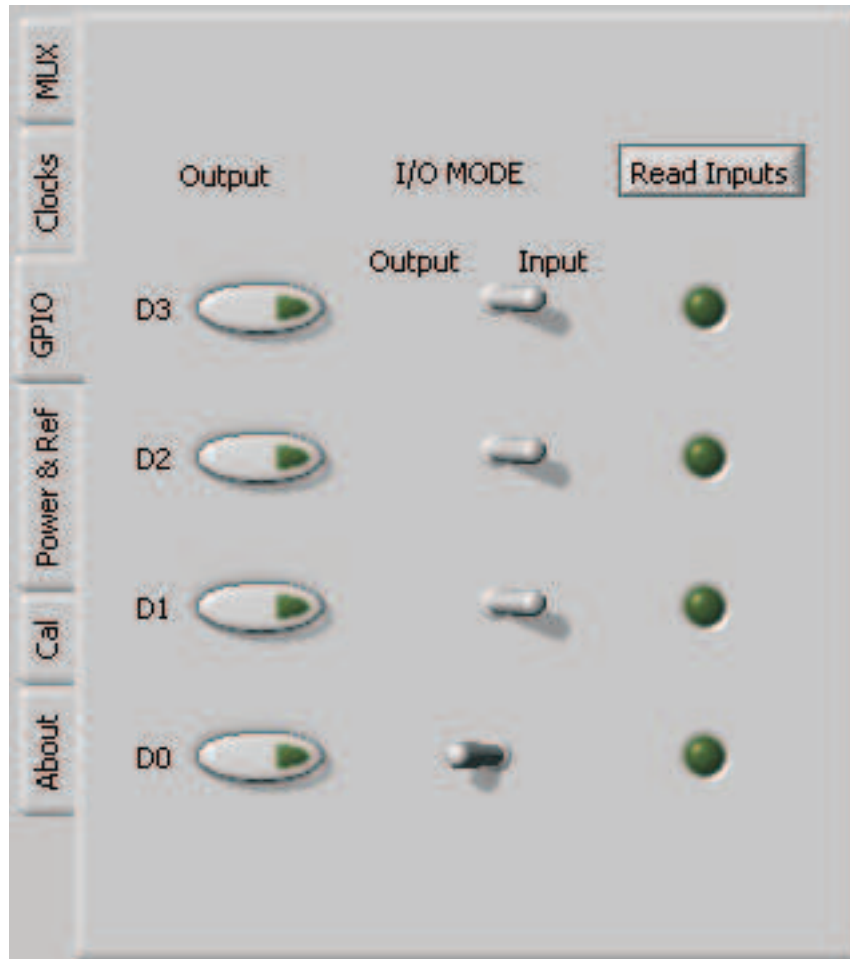 MUX
Clocks
GPIO
Power & Ref
Cal
About
Output
I/O MODE
Read Inputs
Output
Input
D3
D2
D1
D0